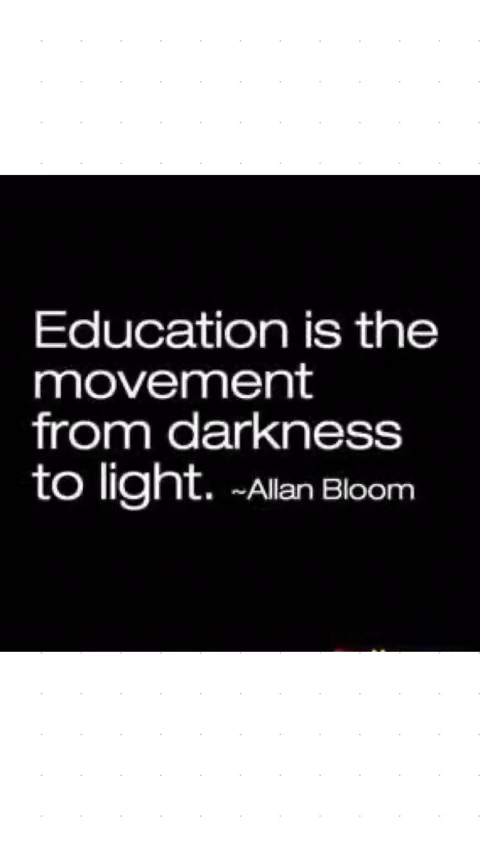 Education is the
movement
from darkness
to light. ~Allan Bloom